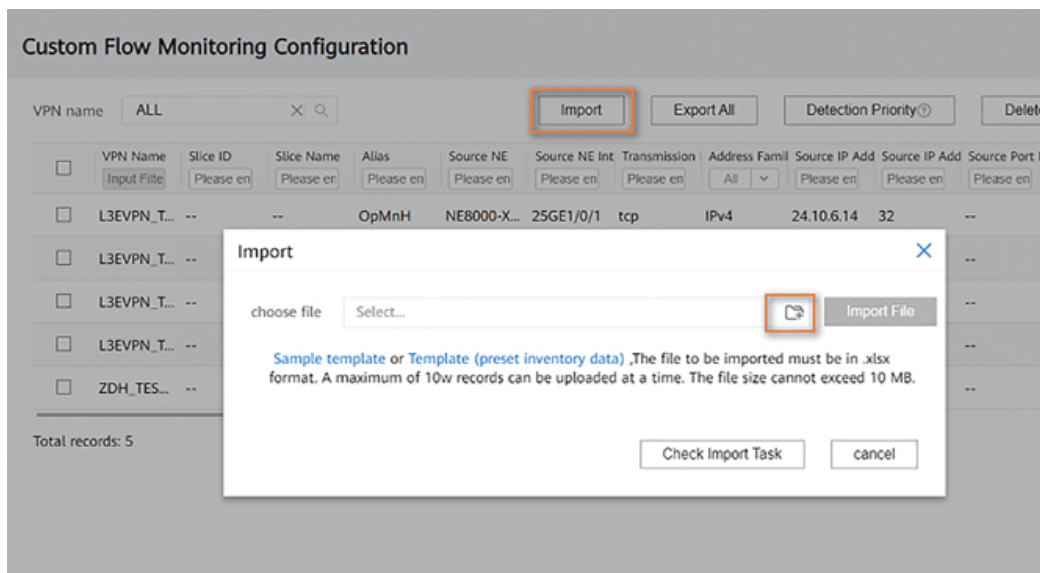 Custom Flow Monitoring Configuration
VPN name ALL Import Export All Detection Priority Delet
VPN Name Slice ID Slice Name Alias Source NE Source NE Int Transmission Address Famil Source IP Add Source IP Add Source Port
Input Filte Please en Please en Please en Please en Please en Please en All Please en Please en Please en
L3EVPN_T... -- -- OpMnH NE8000-X... 25GE1/0/1 tcp IPv4 24.10.6.14 32 --
L3EVPN_T... -- --
L3EVPN_T... -- --
L3EVPN_T... -- --
ZDH_TES... -- --
Total records: 5
Import
choose file Select... Import File
Sample template or Template (preset inventory data) ,The file to be imported must be in .xlsx
format. A maximum of 10w records can be uploaded at a time. The file size cannot exceed 10 MB.
Check Import Task cancel